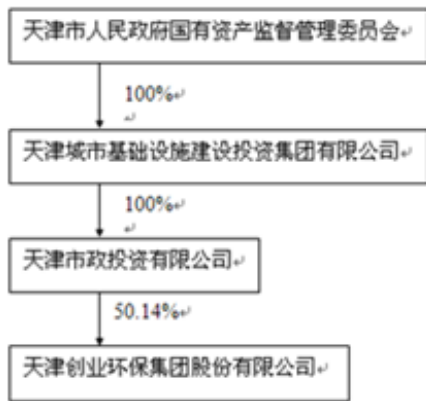 天津市人民政府国有资产监督管理委员会
100%
天津城市基础设施建设投资集团有限公司
100%
天津市政投资有限公司
50.14%
天津创业环保集团股份有限公司